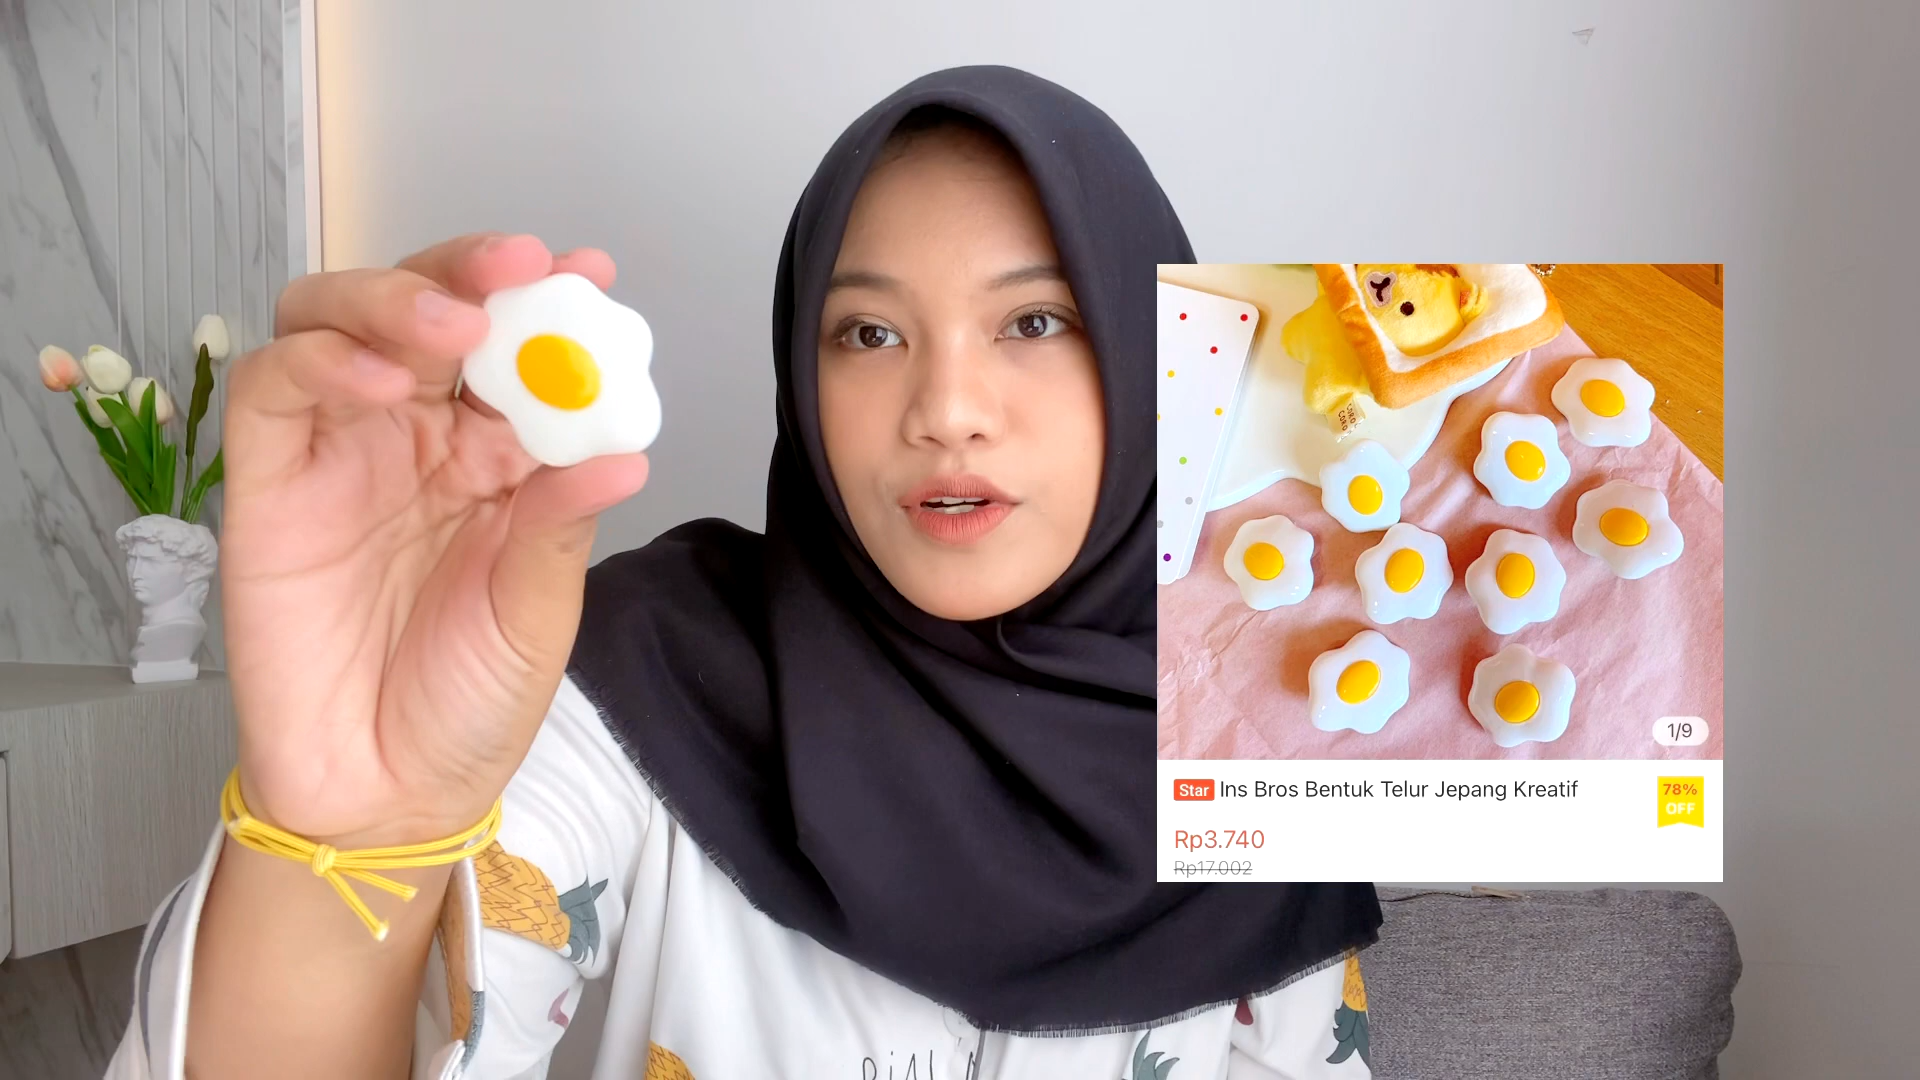 1/9
Star Ins Bros Bentuk Telur Jepang Kreatif
78%
OFF
Rp3.740
Rp17.002